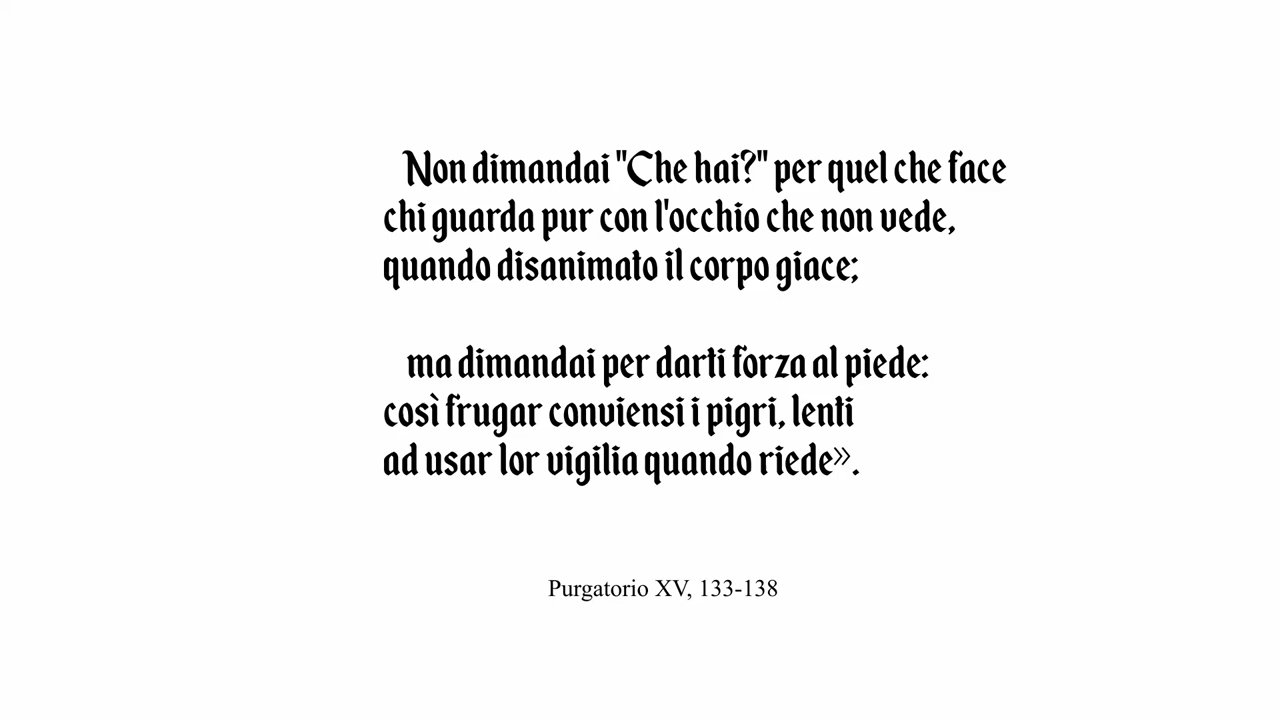 Non dimandai "Che hai?" per quel che face
chi guarda pur con l'occhio che non vede,
quando disanimato il corpo giace;
ma dimandai per darti forza al piede:
così frugar conviensi i pigri, lenti
ad usar lor vigilia quando riede».
Purgatorio XV, 133-138